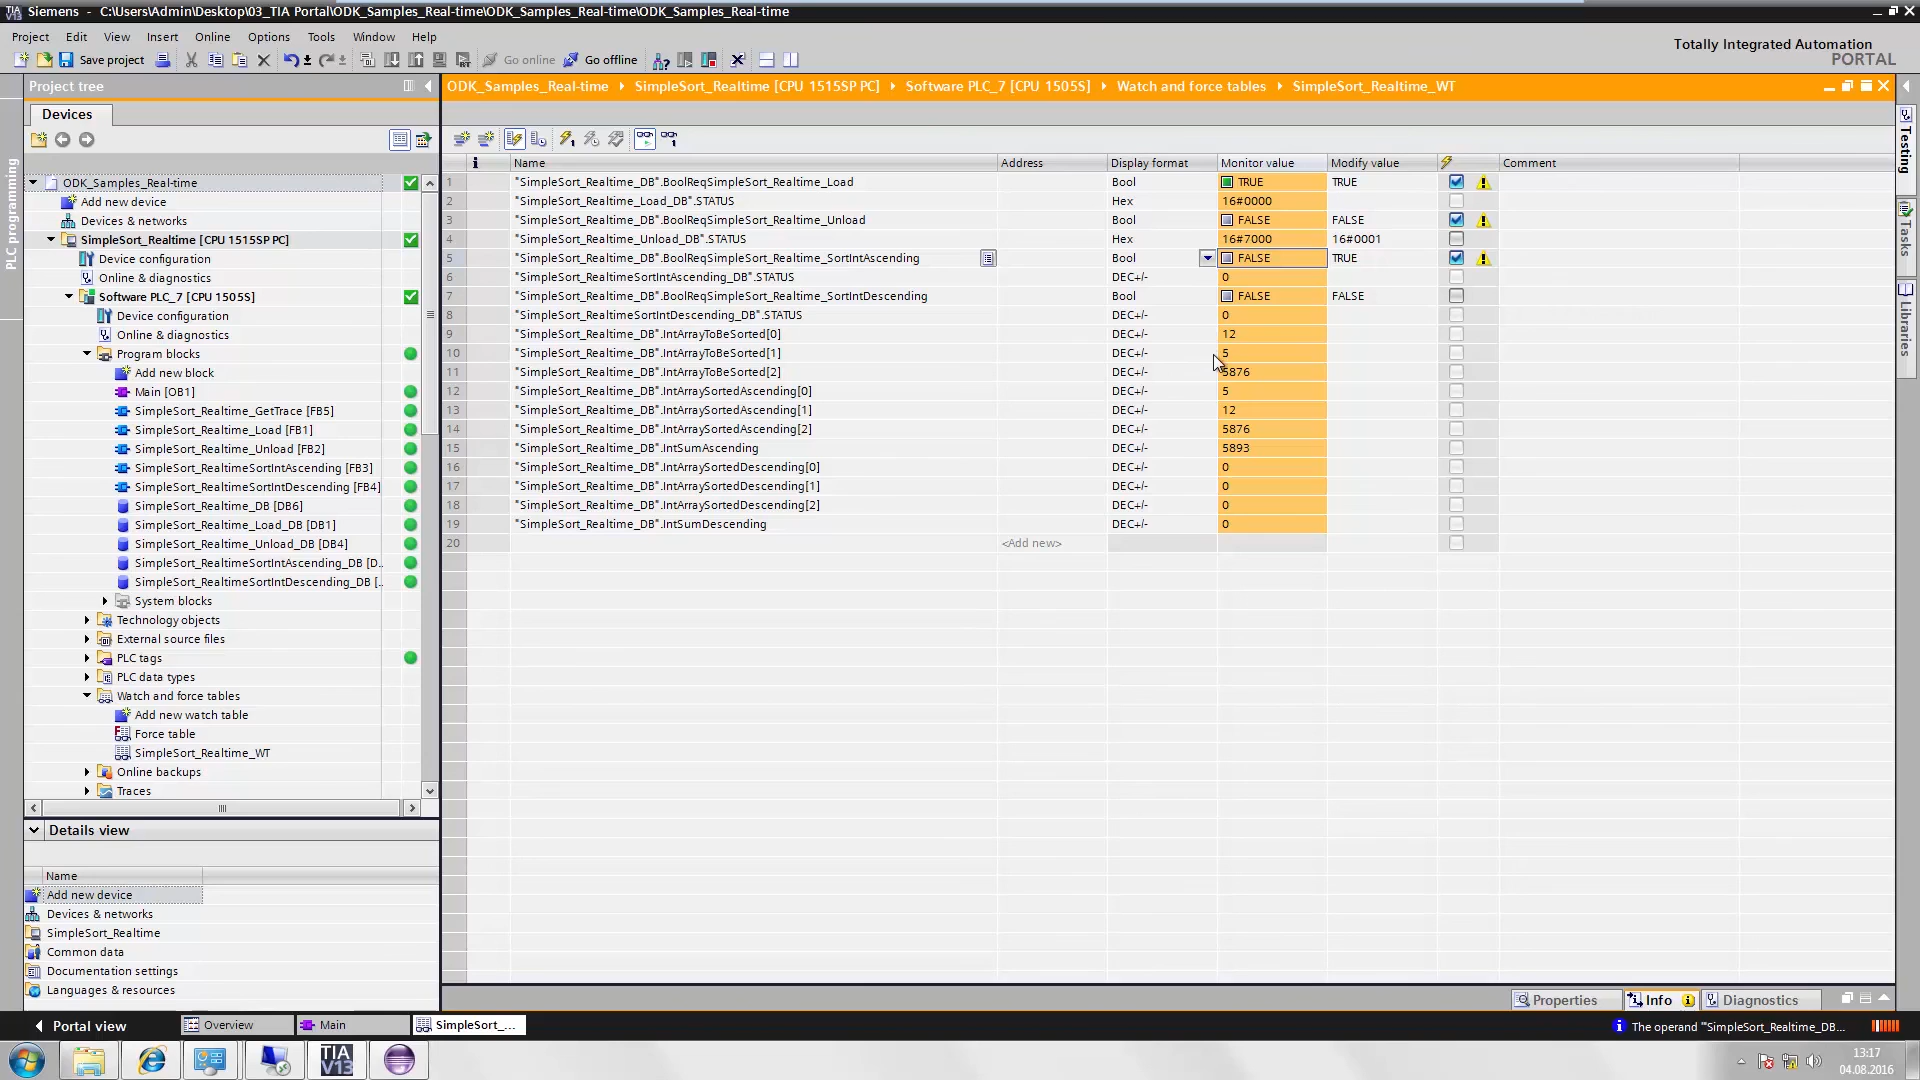 Siemens - C:\Users\Admin\Desktop\03_TIA Portal\ODK_Samples_Real-time\ODK_Samples_Real-time\ODK_Samples_Real-time
Project Edit View Insert Online Options Tools Window Help
Totally Integrated Automation
PORTAL
Save project Go online Go offline
Project tree
ODK_Samples_Real-time SimpleSort_Realtime [CPU 1515SP PC] Software PLC_7 [CPU 1505S] Watch and force tables SimpleSort_Realtime_WT
Devices
PLC programming
Testing
Tasks
Libraries
ODK_Samples_Real-time
Add new device
Devices & networks
SimpleSort_Realtime [CPU 1515SP PC]
Device configuration
Online & diagnostics
Software PLC_7 [CPU 1505S]
Device configuration
Online & diagnostics
Program blocks
Add new block
Main [OB1]
SimpleSort_Realtime_GetTrace [FB5]
SimpleSort_Realtime_Load [FB1]
SimpleSort_Realtime_Unload [FB2]
SimpleSort_RealtimeSortIntAscending [FB3]
SimpleSort_RealtimeSortIntDescending [FB4]
SimpleSort_Realtime_DB [DB6]
SimpleSort_Realtime_Load_DB [DB1]
SimpleSort_Realtime_Unload_DB [DB4]
SimpleSort_RealtimeSortIntAscending_DB [D..
SimpleSort_RealtimeSortIntDescending_DB [..
System blocks
Technology objects
External source files
PLC tags
PLC data types
Watch and force tables
Add new watch table
Force table
SimpleSort_Realtime_WT
Online backups
Traces
i Name Address Display format Monitor value Modify value Comment
1 "SimpleSort_Realtime_DB".BoolReqSimpleSort_Realtime_Load Bool TRUE TRUE
2 "SimpleSort_Realtime_Load_DB".STATUS Hex 16#0000
3 "SimpleSort_Realtime_DB".BoolReqSimpleSort_Realtime_Unload Bool FALSE FALSE
4 "SimpleSort_Realtime_Unload_DB".STATUS Hex 16#7000 16#0001
5 "SimpleSort_Realtime_DB".BoolReqSimpleSort_Realtime_SortIntAscending Bool FALSE TRUE
6 "SimpleSort_RealtimeSortIntAscending_DB".STATUS DEC+/- 0
7 "SimpleSort_Realtime_DB".BoolReqSimpleSort_Realtime_SortIntDescending Bool FALSE FALSE
8 "SimpleSort_RealtimeSortIntDescending_DB".STATUS DEC+/- 0
9 "SimpleSort_Realtime_DB".IntArrayToBeSorted[0] DEC+/- 12
10 "SimpleSort_Realtime_DB".IntArrayToBeSorted[1] DEC+/- 5
11 "SimpleSort_Realtime_DB".IntArrayToBeSorted[2] DEC+/- 5876
12 "SimpleSort_Realtime_DB".IntArraySortedAscending[0] DEC+/- 5
13 "SimpleSort_Realtime_DB".IntArraySortedAscending[1] DEC+/- 12
14 "SimpleSort_Realtime_DB".IntArraySortedAscending[2] DEC+/- 5876
15 "SimpleSort_Realtime_DB".IntSumAscending DEC+/- 5893
16 "SimpleSort_Realtime_DB".IntArraySortedDescending[0] DEC+/- 0
17 "SimpleSort_Realtime_DB".IntArraySortedDescending[1] DEC+/- 0
18 "SimpleSort_Realtime_DB".IntArraySortedDescending[2] DEC+/- 0
19 "SimpleSort_Realtime_DB".IntSumDescending DEC+/- 0
20 <Add new>
Details view
Name
Add new device
Devices & networks
SimpleSort_Realtime
Common data
Documentation settings
Languages & resources
Properties Info Diagnostics
Portal view Overview Main SimpleSort_... The operand '"SimpleSort_Realtime_DB...
TIA V13
13:17
04.08.2016